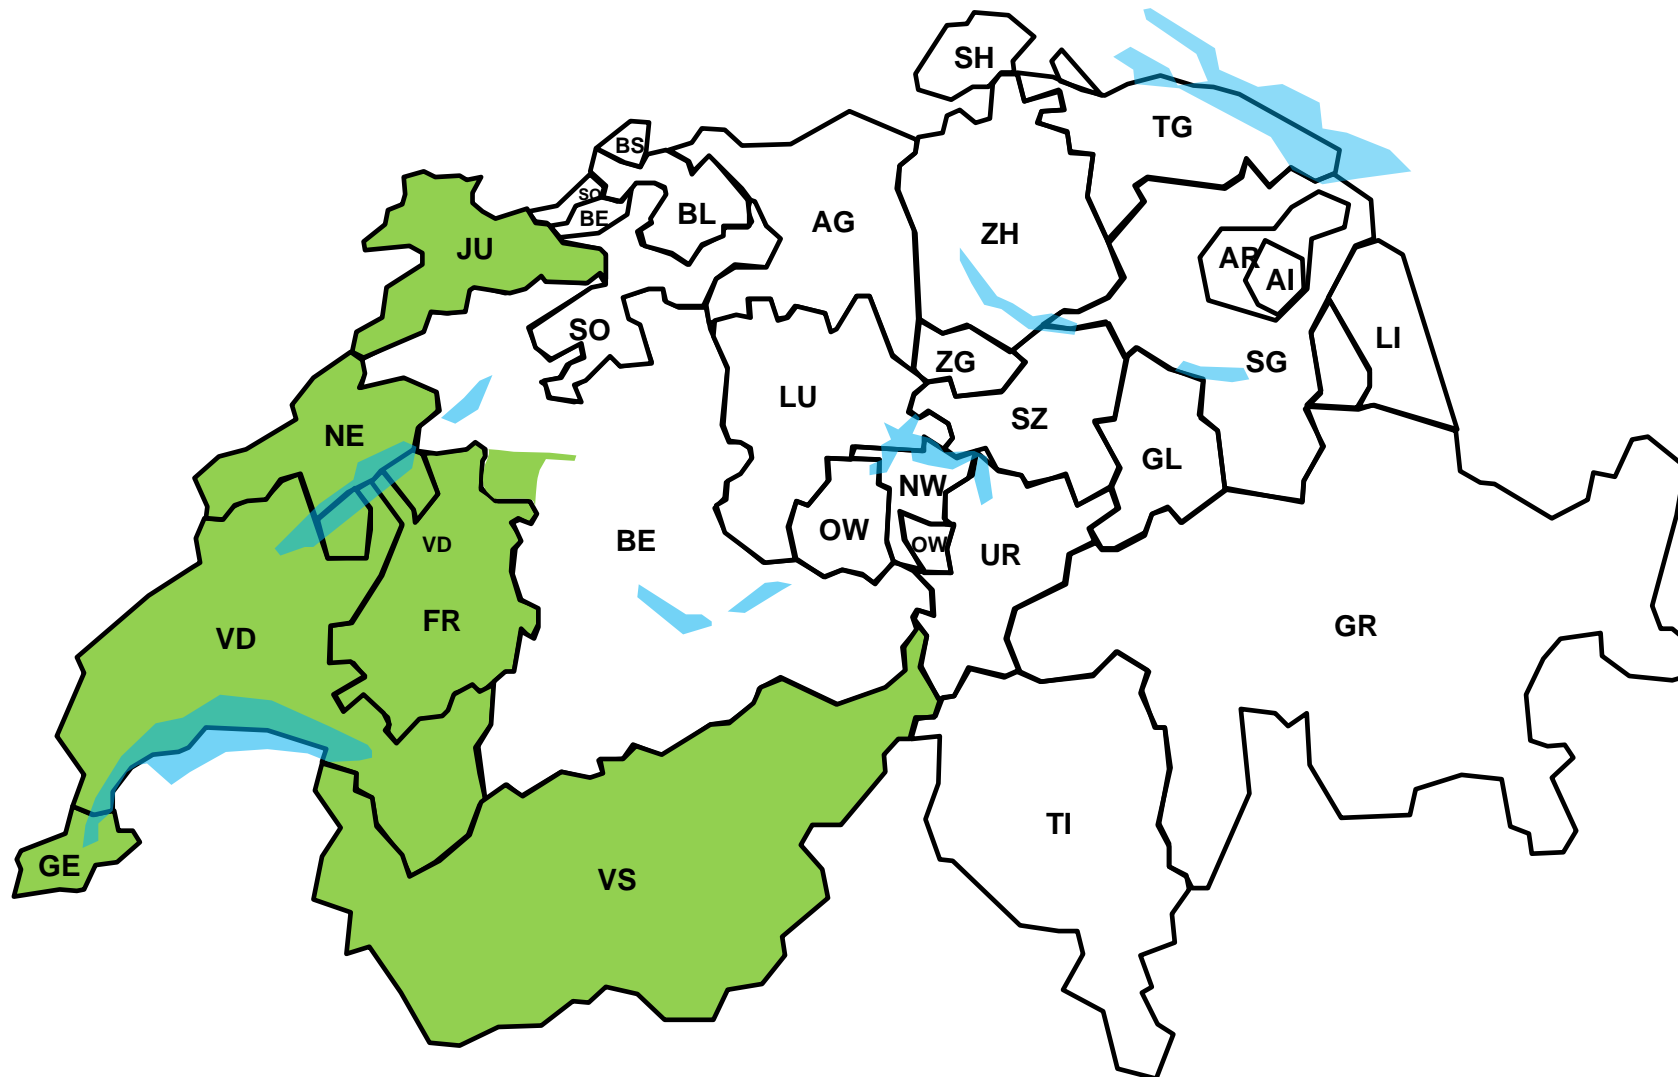 SH
TG
BS
SO
BE
BL
AG
ZH
JU
AR
AI
SO
ZG
SG
LI
LU
SZ
NE
GL
NW
OW
OW
BE
VD
UR
FR
VD
GR
TI
GE
VS